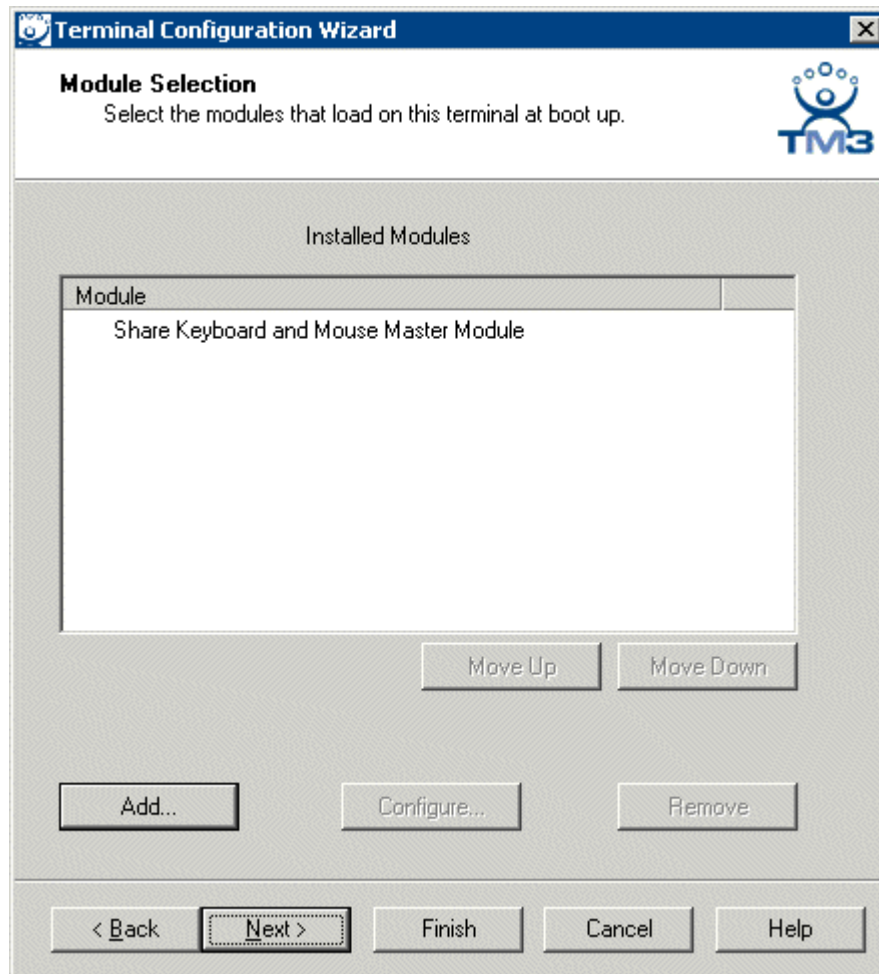 Terminal Configuration Wizard
Module Selection
Select the modules that load on this terminal at boot up.
TM3
Installed Modules
Module
Share Keyboard and Mouse Master Module
Move Up
Move Down
Add...
Configure...
Remove
< Back
Next >
Finish
Cancel
Help